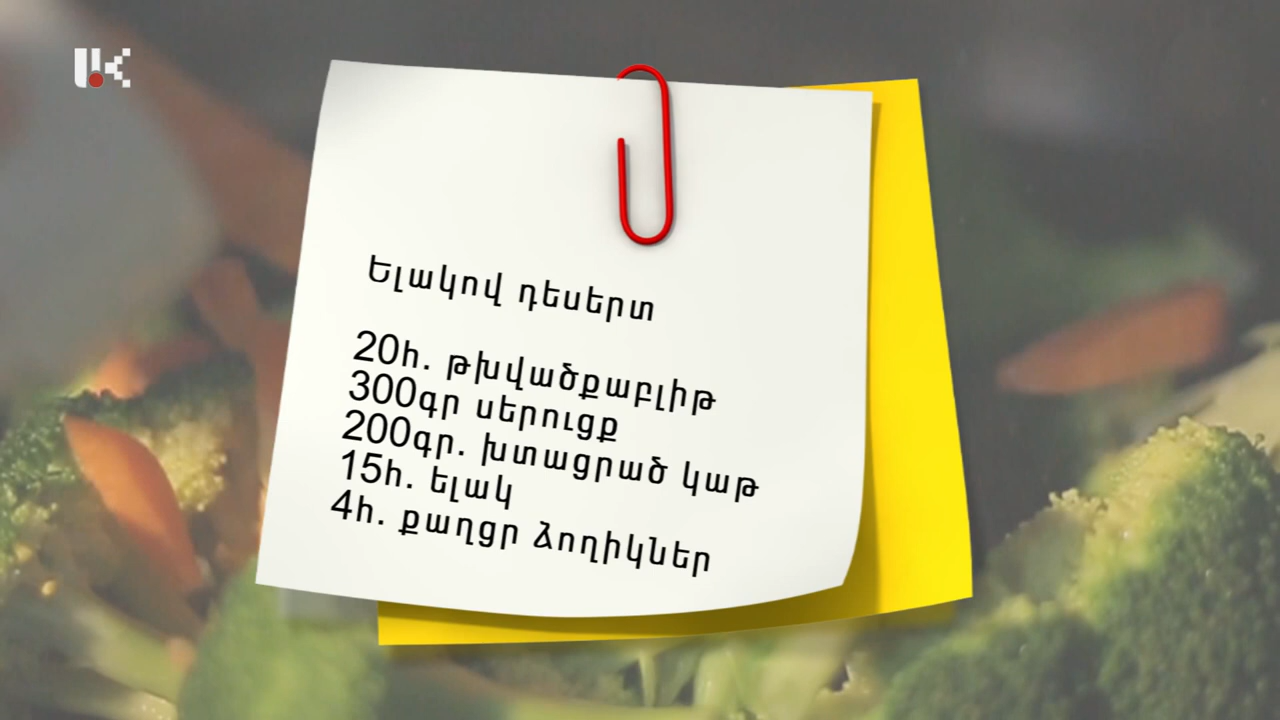 Ելակով դեսերտ
20հ. թխվածքաբլիթ
300գր սերուցք
200գր. խտացրած կաթ
15հ. ելակ
4հ. քաղցր ձողիկներ